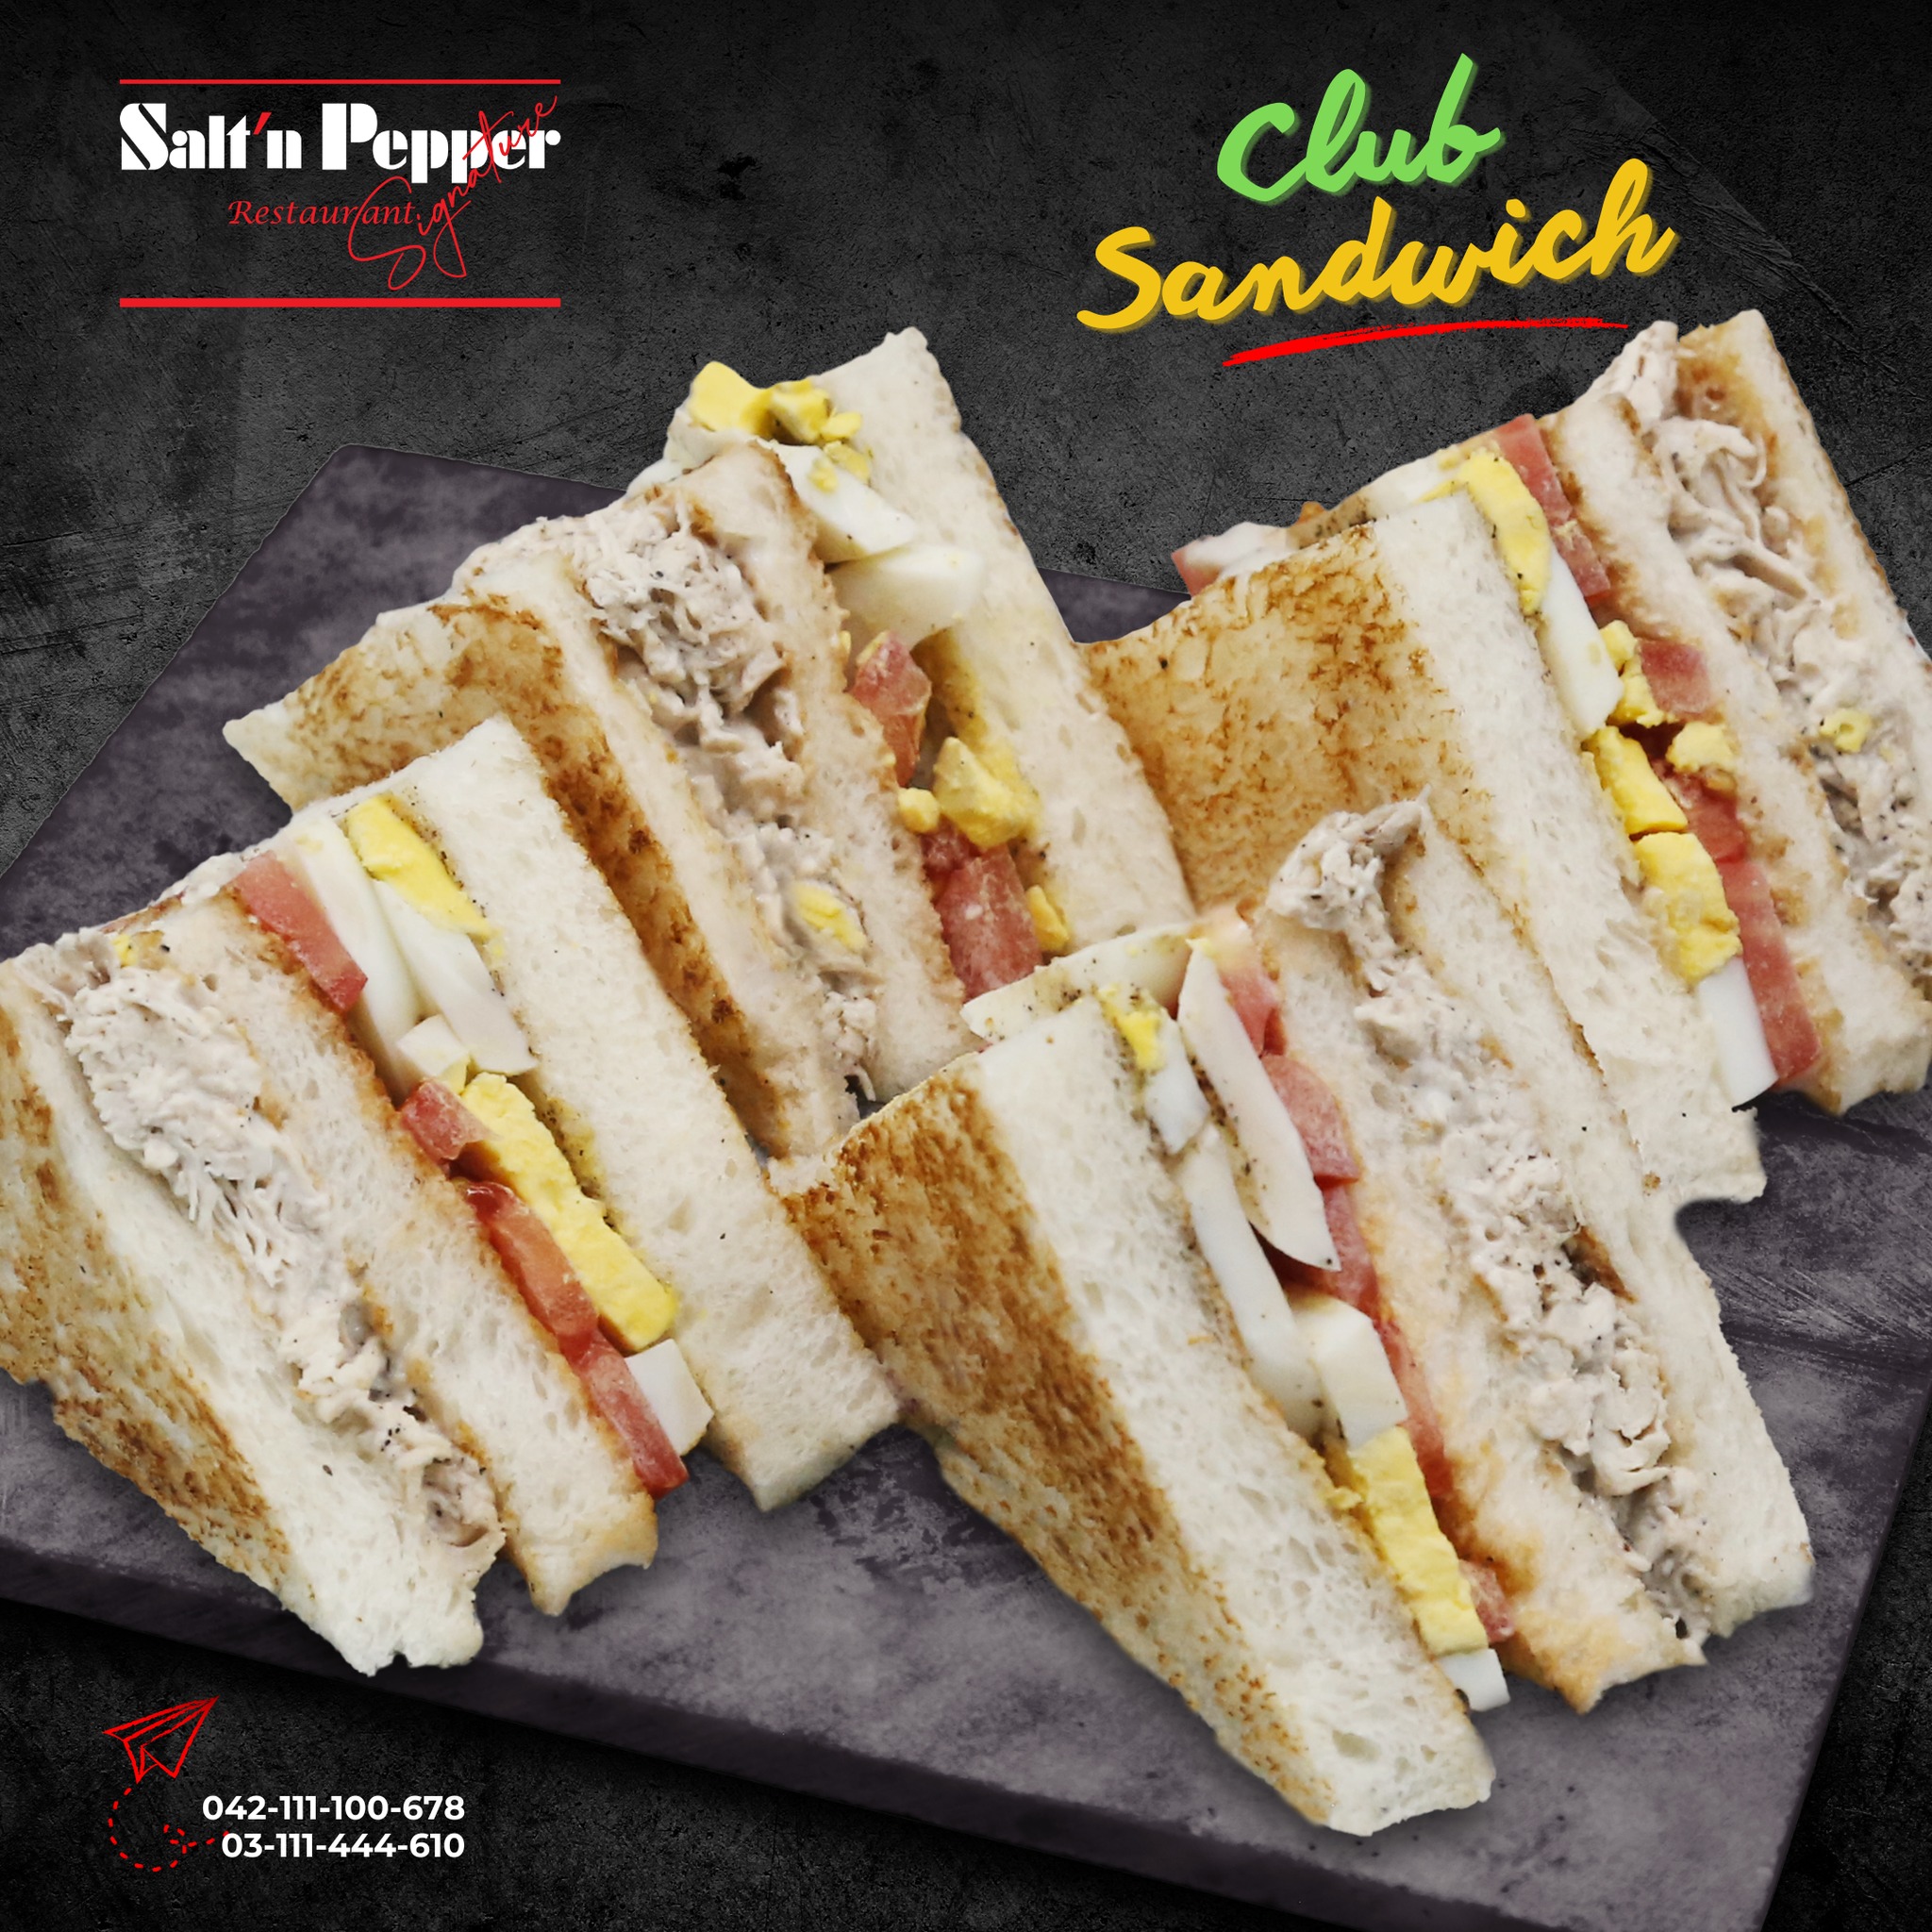 Salt'n Pepper
Restaurant
Signature
Club
Sandwich
042-111-100-678
03-111-444-610